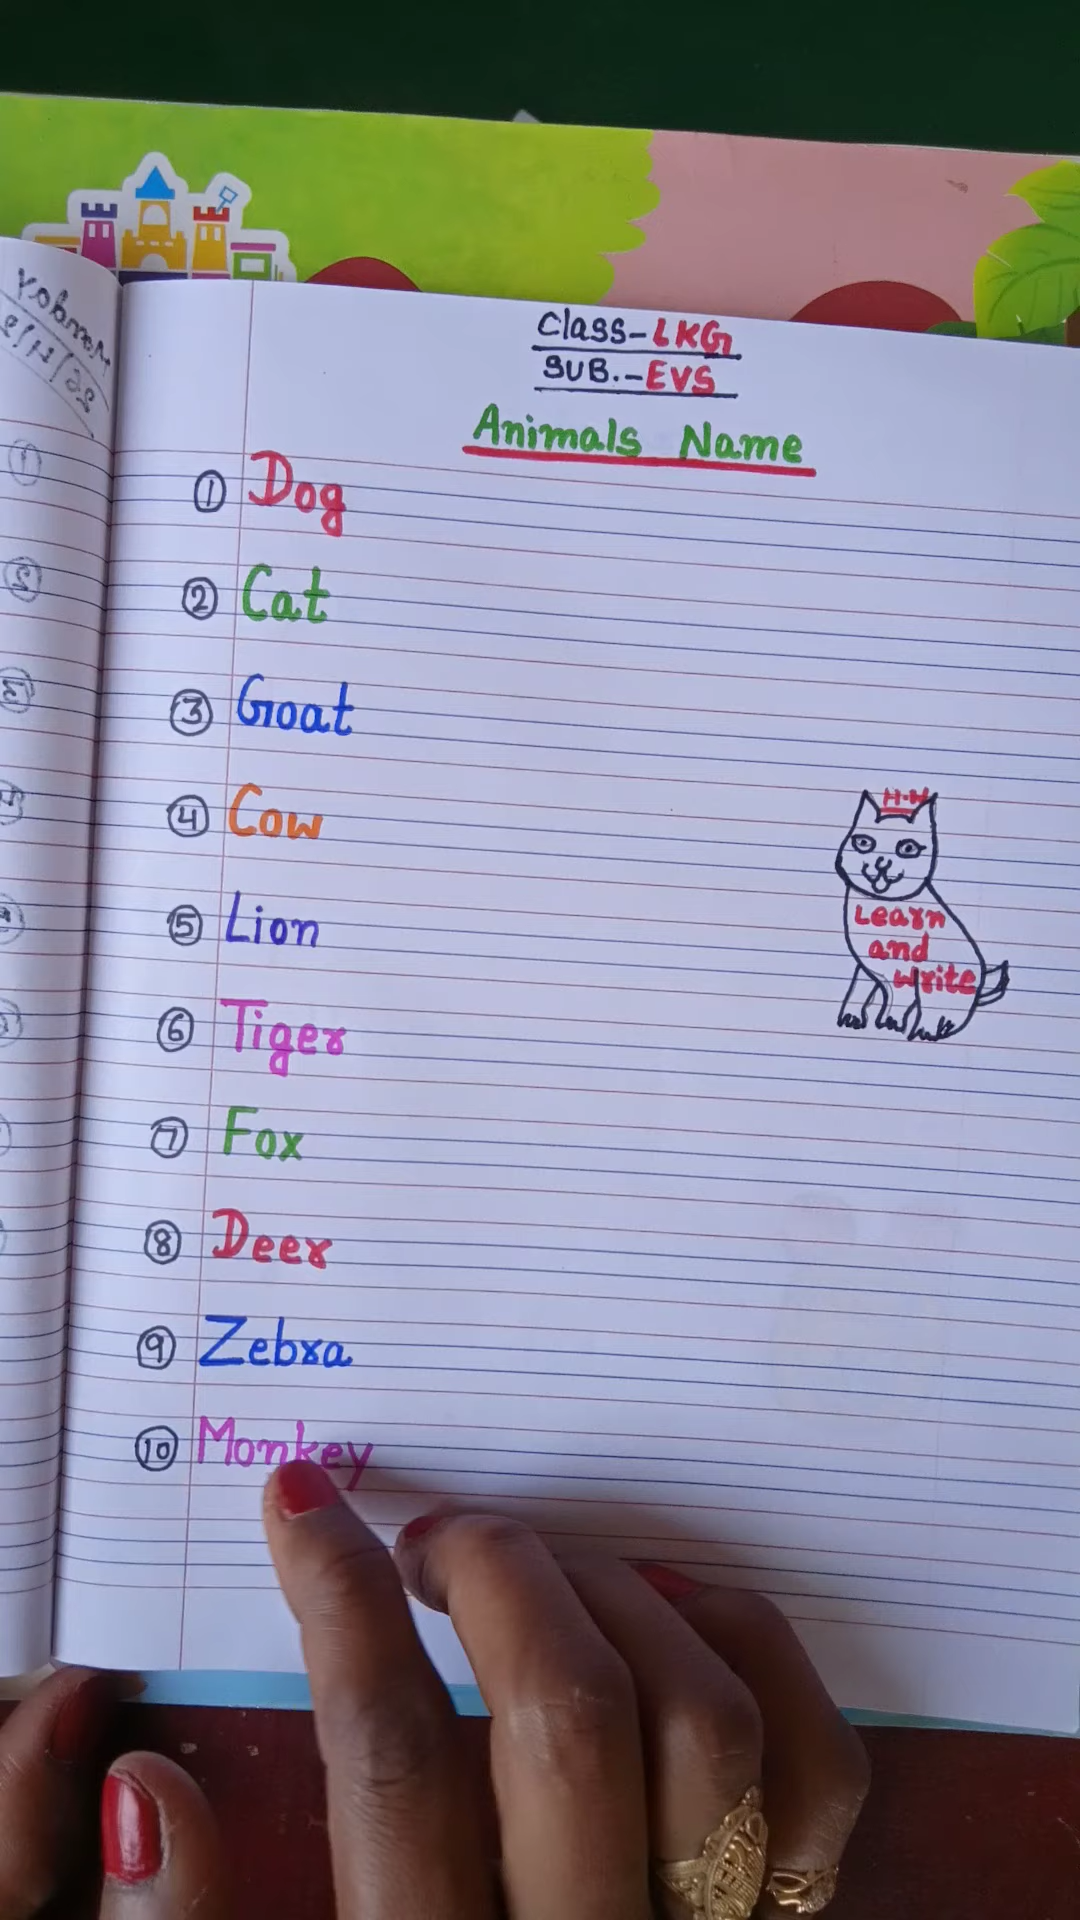 Class-LKG
SUB.-EVS
Animals Name
1 Dog
2 Cat
3 Goat
4 Cow
5 Lion
6 Tiger
7 Fox
8 Deer
9 Zebra
10 Monkey
H.W
Learn
and
write